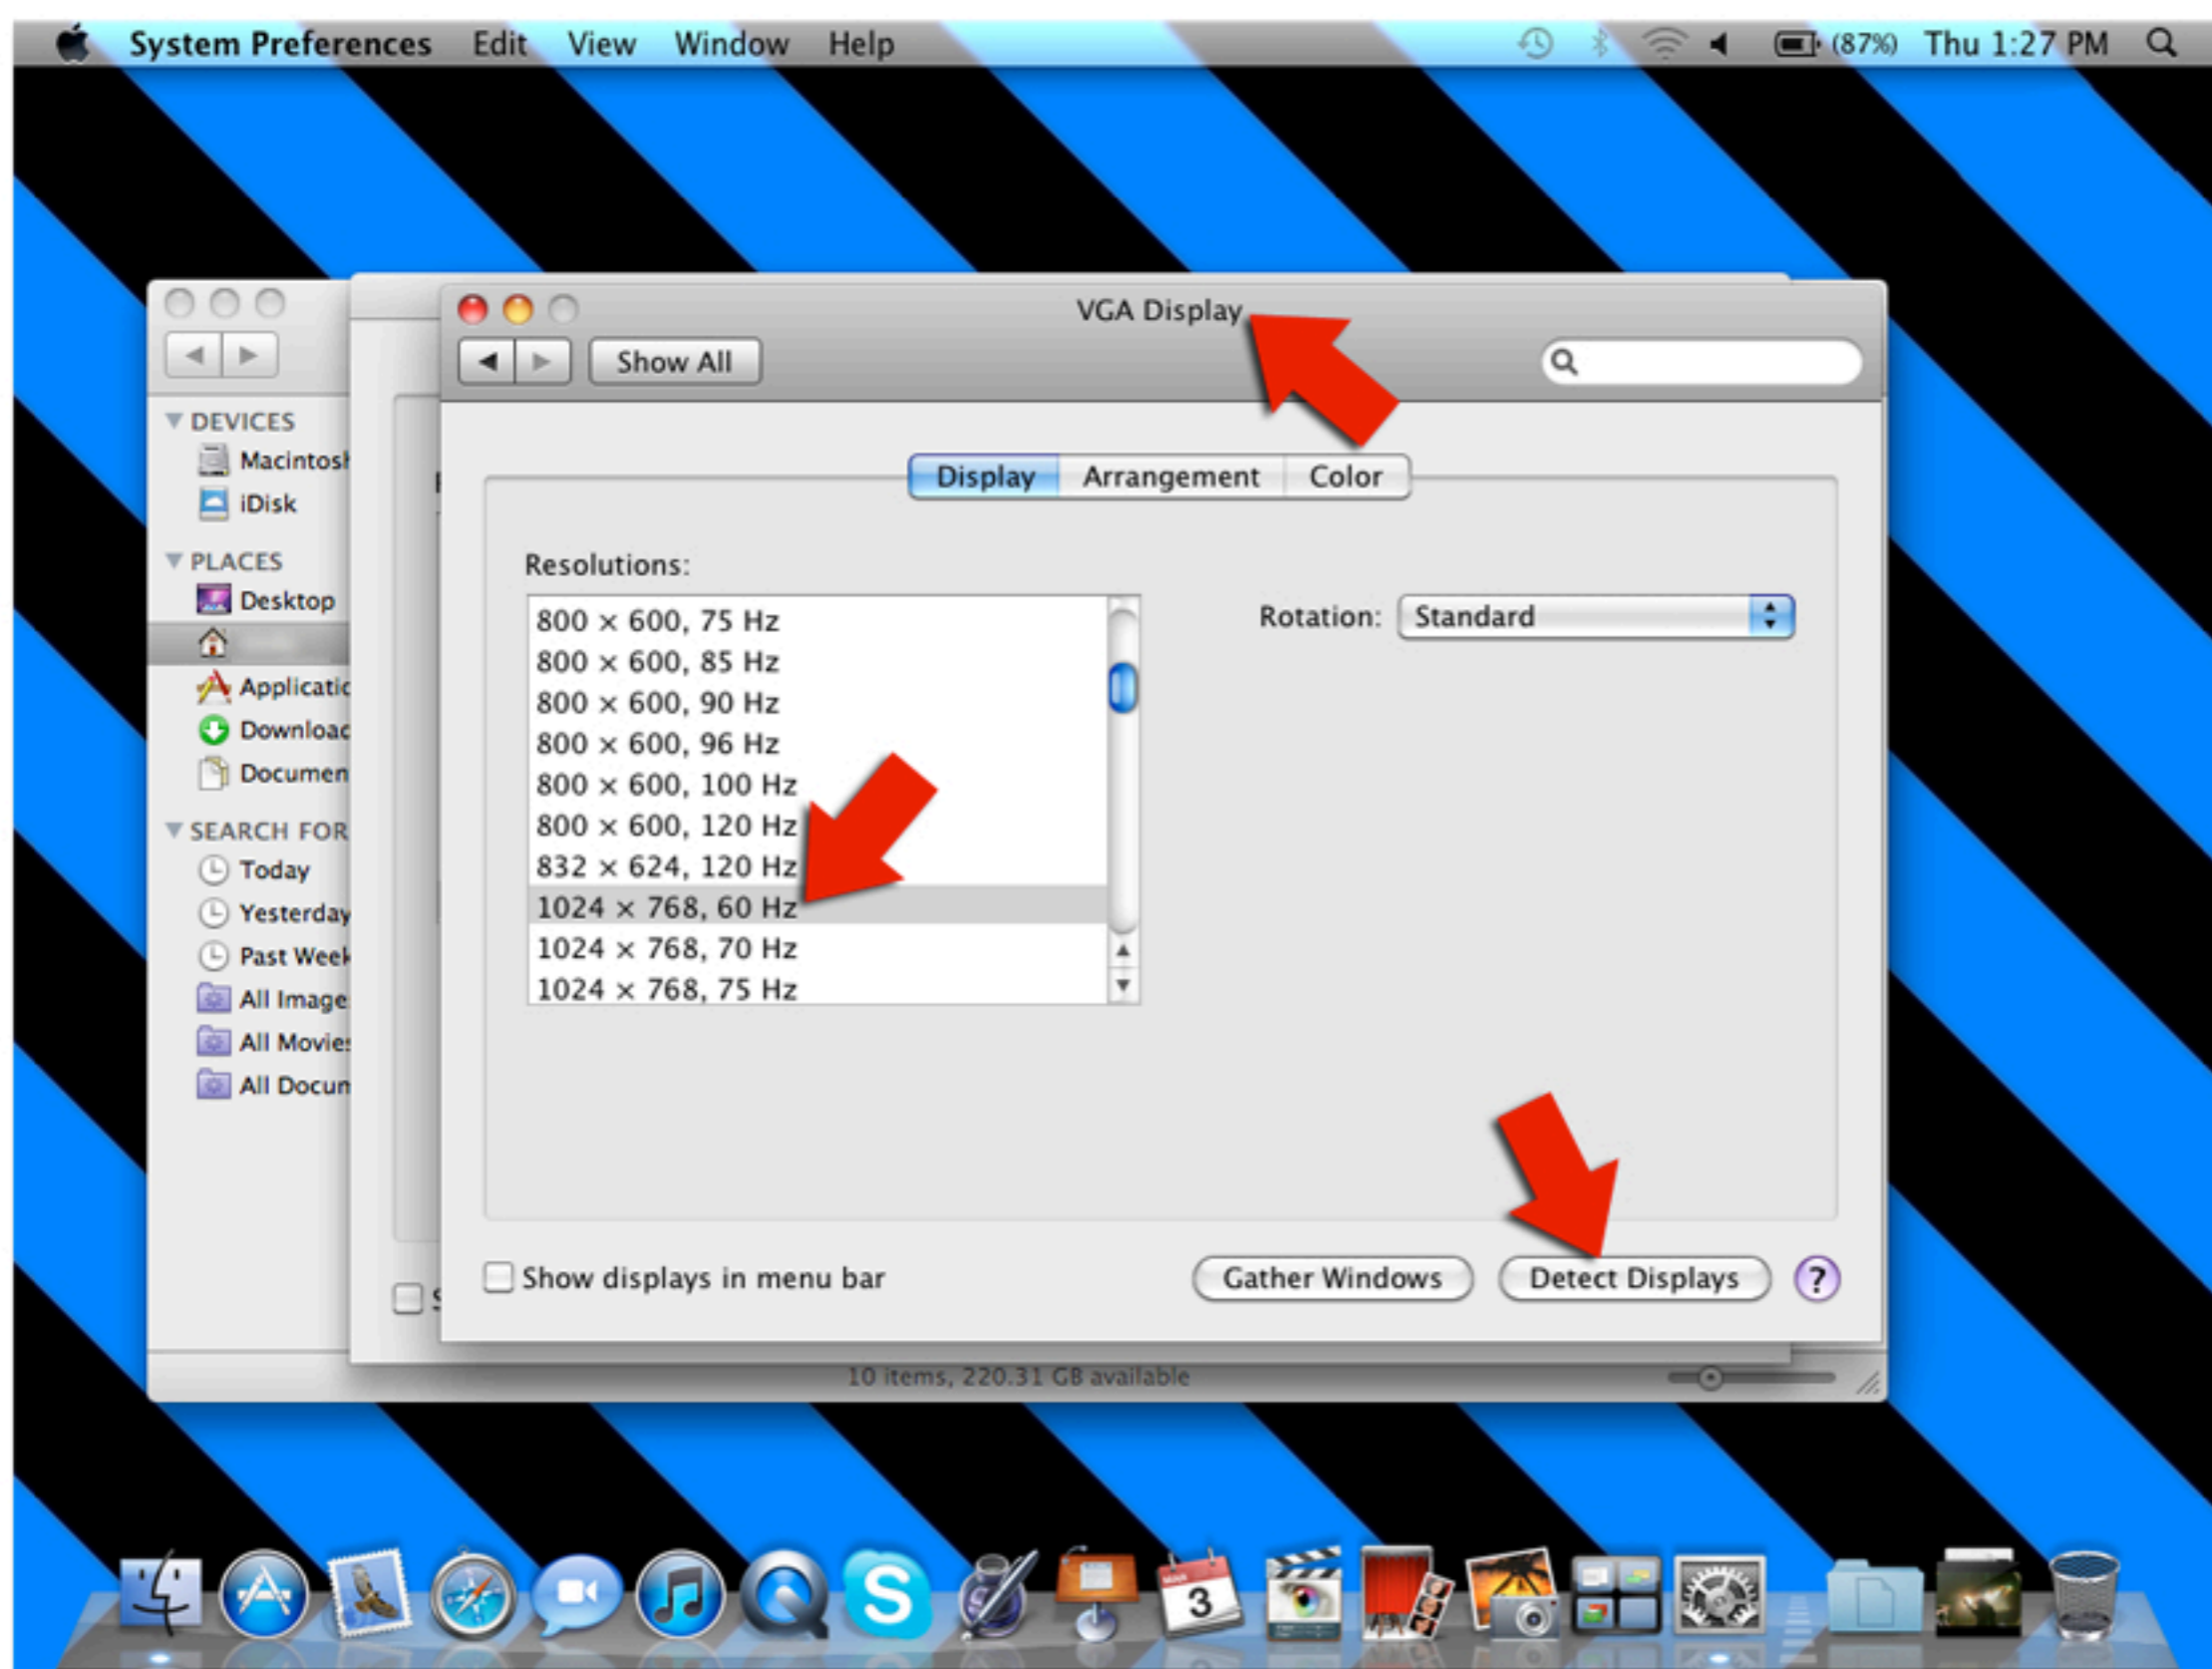 System Preferences Edit View Window Help (87%) Thu 1:27 PM
VGA Display
Show All
DEVICES
Macintosh
iDisk
PLACES
Desktop
Applicatic
Downloac
Documen
SEARCH FOR
Today
Yesterday
Past Week
All Image
All Movies
All Docum
Display Arrangement Color
Resolutions:
800 × 600, 75 Hz
800 × 600, 85 Hz
800 × 600, 90 Hz
800 × 600, 96 Hz
800 × 600, 100 Hz
800 × 600, 120 Hz
832 × 624, 120 Hz
1024 × 768, 60 Hz
1024 × 768, 70 Hz
1024 × 768, 75 Hz
Rotation: Standard
Show displays in menu bar
Gather Windows Detect Displays ?
10 items, 220.31 GB available
3